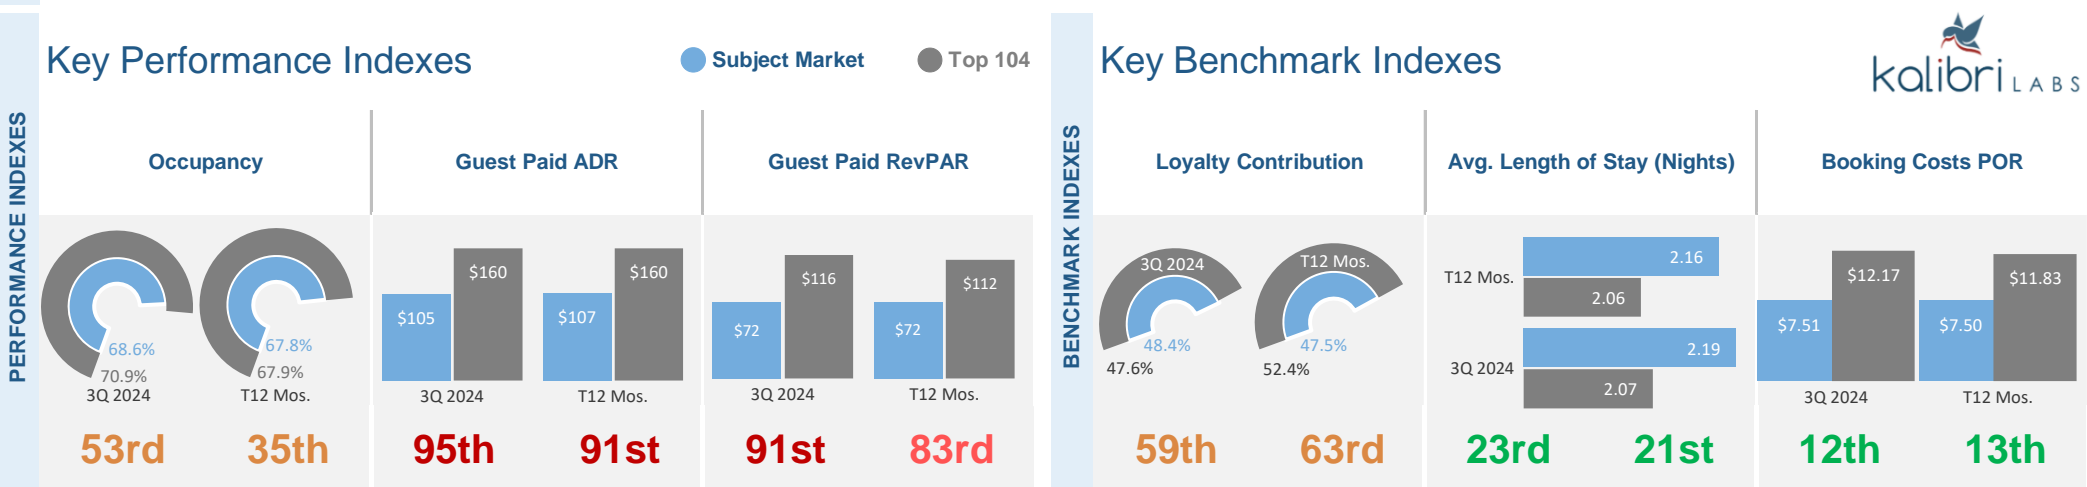 PERFORMANCE INDEXES
Key Performance Indexes
Subject Market
Top 104
Occupancy
Guest Paid ADR
Guest Paid RevPAR
68.6%
70.9%
3Q 2024
67.8%
67.9%
T12 Mos.
$105
$160
3Q 2024
$107
$160
T12 Mos.
$72
$116
3Q 2024
$72
$112
T12 Mos.
53rd
35th
95th
91st
91st
83rd
BENCHMARK INDEXES
Key Benchmark Indexes
kalibri LABS
Loyalty Contribution
Avg. Length of Stay (Nights)
Booking Costs POR
3Q 2024
48.4%
47.6%
T12 Mos.
47.5%
52.4%
T12 Mos.
2.16
2.06
3Q 2024
2.19
2.07
$7.51
$12.17
3Q 2024
$7.50
$11.83
T12 Mos.
59th
63rd
23rd
21st
12th
13th